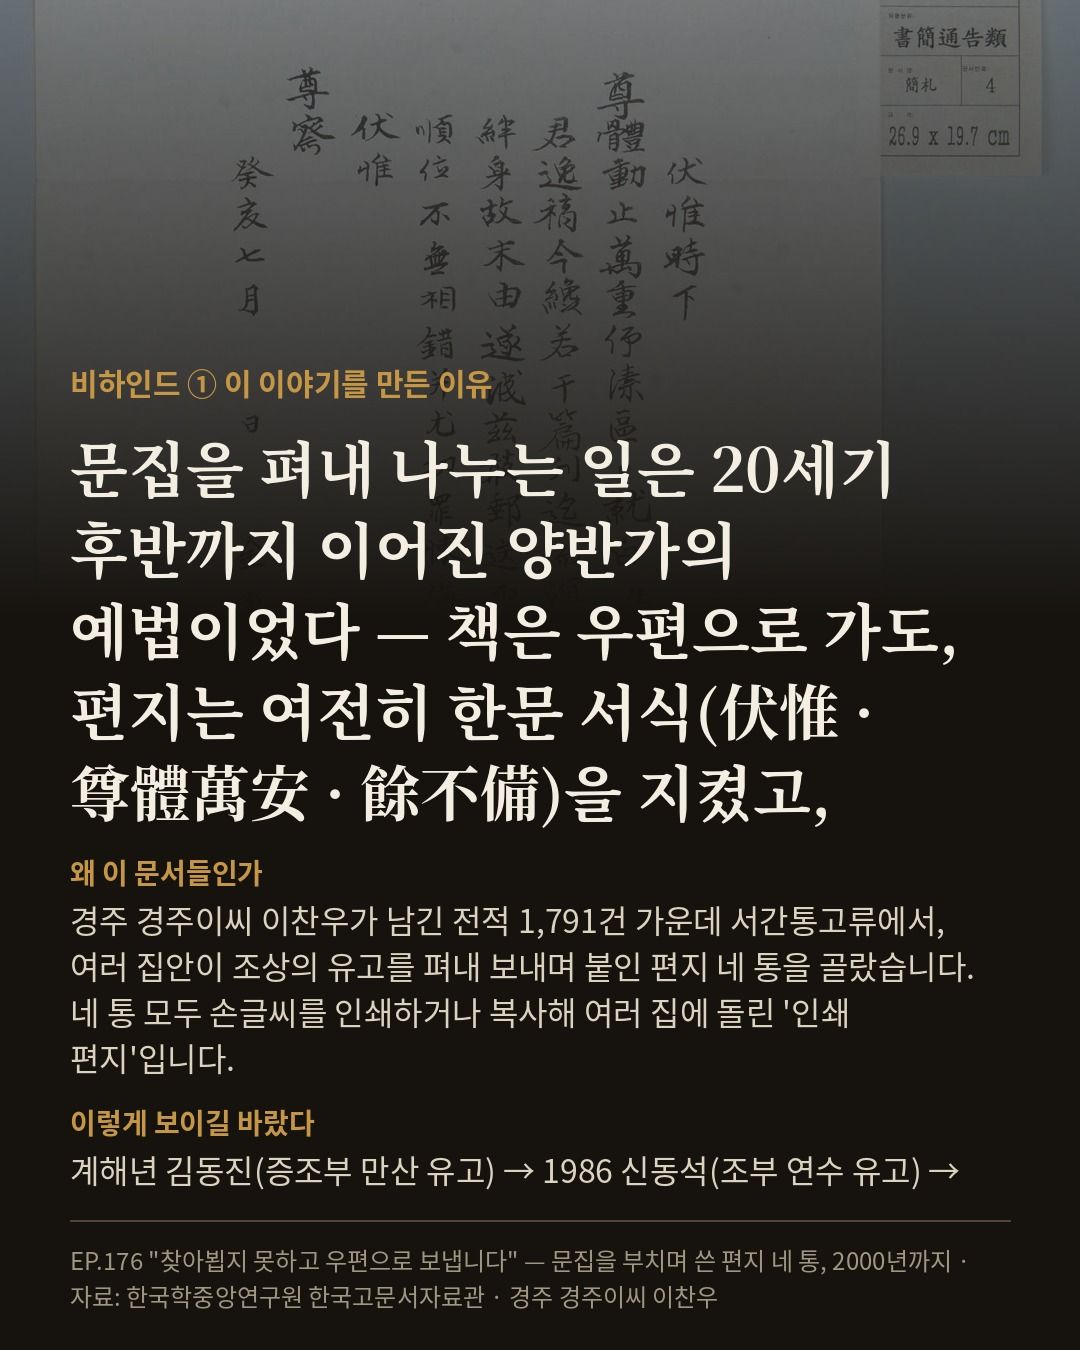 書簡通告類
簡札
4
26.9 x 19.7 cm
伏惟時下
尊體動止萬重伻溱區
君逸稿今纔若干篇
絆身故末由遂
順位不無相錯
伏惟
尊察
癸亥七月 日
비하인드 ① 이 이야기를 만든 이유
문집을 펴내 나누는 일은 20세기
후반까지 이어진 양반가의
예법이었다 — 책은 우편으로 가도,
편지는 여전히 한문 서식(伏惟 ·
尊體萬安 · 餘不備)을 지켰고,
왜 이 문서들인가
경주 경주이씨 이찬우가 남긴 전적 1,791건 가운데 서간통고류에서,
여러 집안이 조상의 유고를 펴내 보내며 붙인 편지 네 통을 골랐습니다.
네 통 모두 손글씨를 인쇄하거나 복사해 여러 집에 돌린 '인쇄
편지'입니다.
이렇게 보이길 바랐다
계해년 김동진(증조부 만산 유고) → 1986 신동석(조부 연수 유고) →
EP.176 "찾아뵙지 못하고 우편으로 보냅니다" — 문집을 부치며 쓴 편지 네 통, 2000년까지 ·
자료: 한국학중앙연구원 한국고문서자료관 · 경주 경주이씨 이찬우